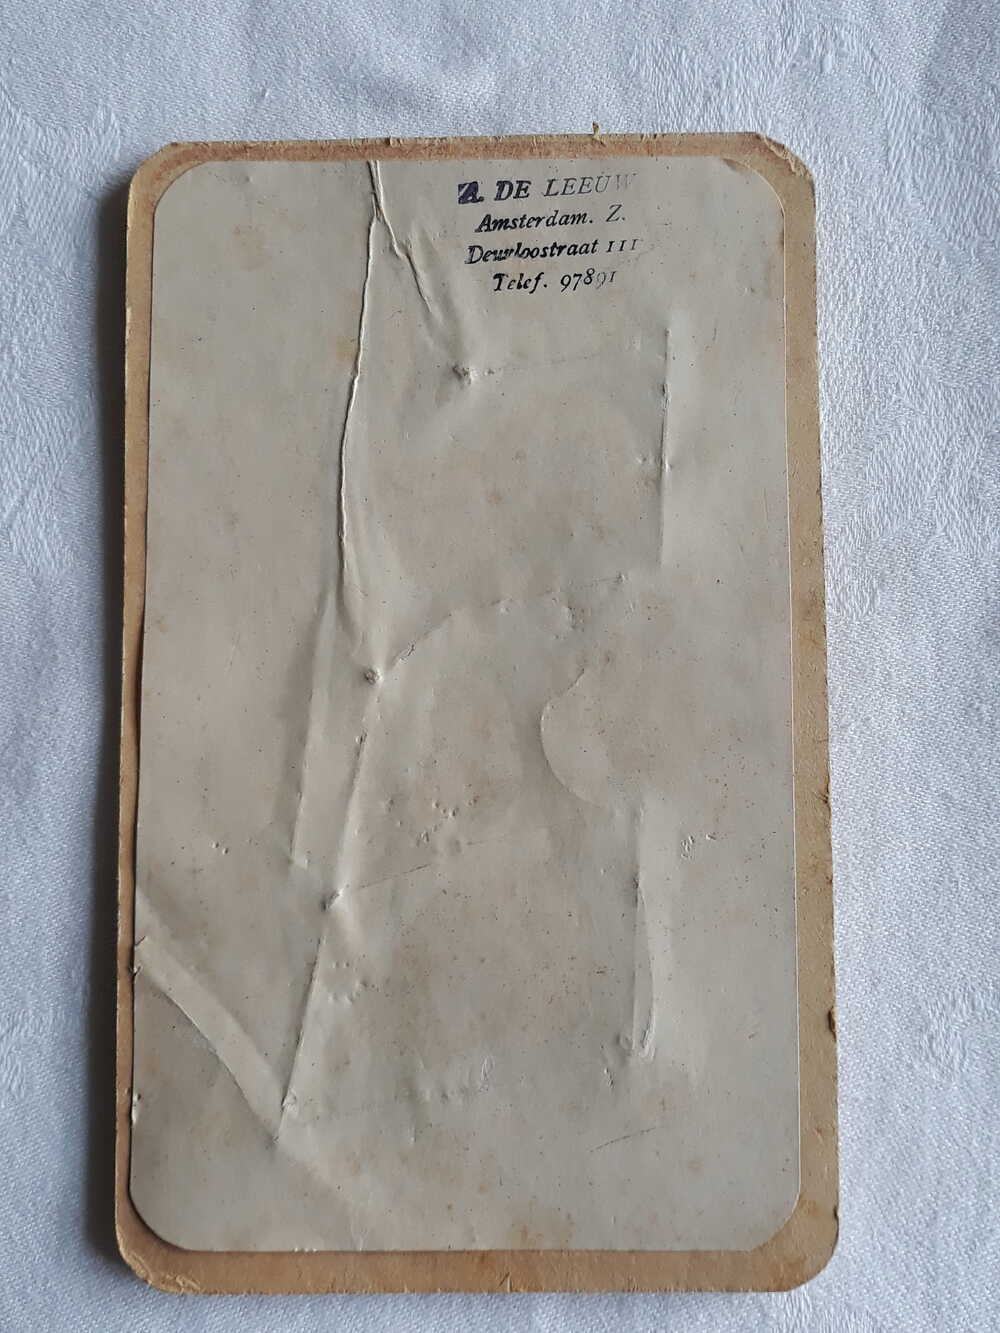 DE LEEUW
Amsterdam. Z.
Deurloostraat 111
Telef. 97891